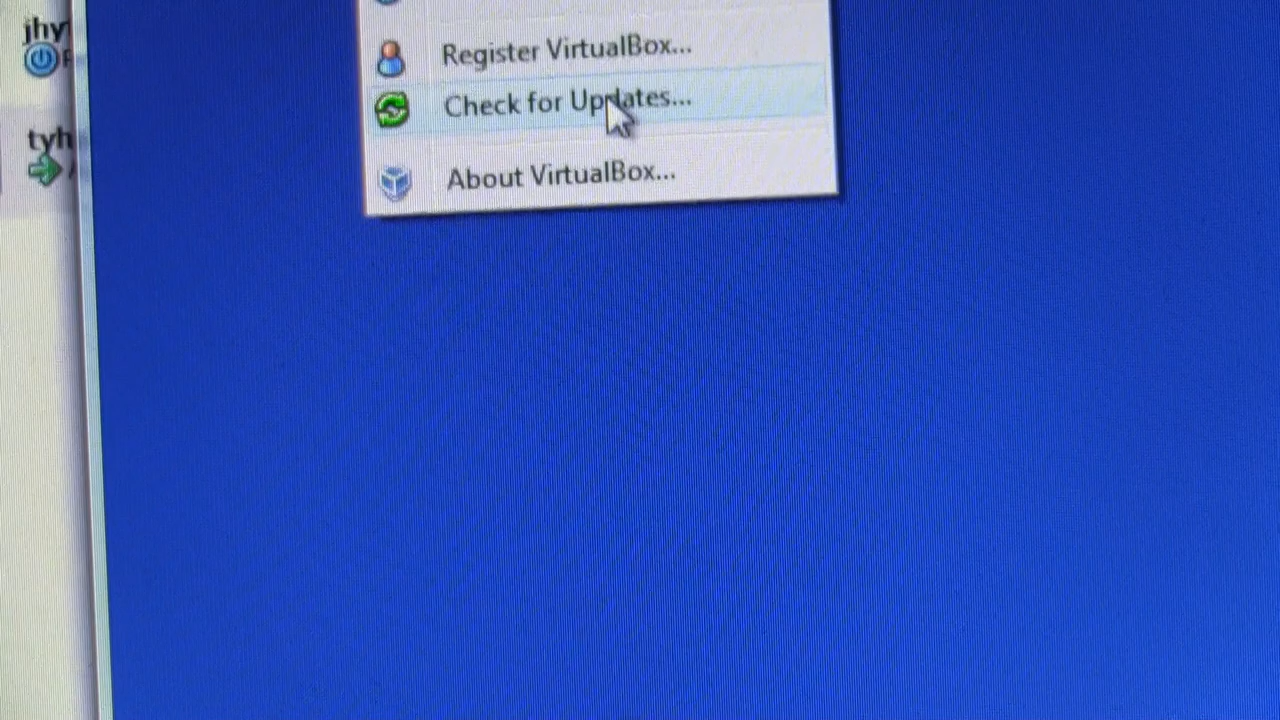 jhy
Register VirtualBox...
Check for Updates...
tyh
About VirtualBox...